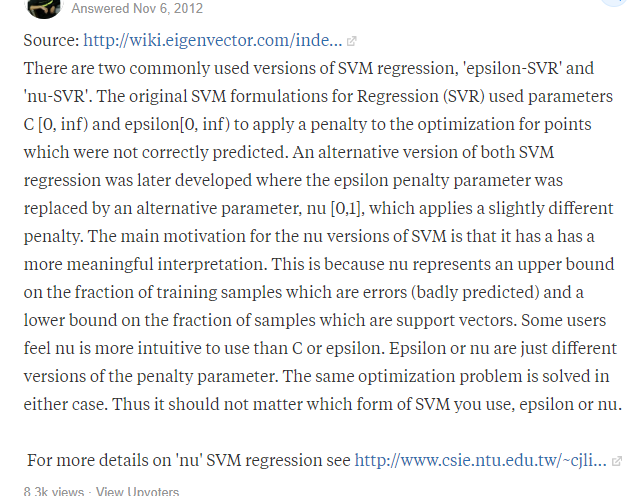 Answered Nov 6, 2012
Source: http://wiki.eigenvector.com/inde...
There are two commonly used versions of SVM regression, 'epsilon-SVR' and
'nu-SVR'. The original SVM formulations for Regression (SVR) used parameters
C [0, inf) and epsilon[0, inf) to apply a penalty to the optimization for points
which were not correctly predicted. An alternative version of both SVM
regression was later developed where the epsilon penalty parameter was
replaced by an alternative parameter, nu [0,1], which applies a slightly different
penalty. The main motivation for the nu versions of SVM is that it has a has a
more meaningful interpretation. This is because nu represents an upper bound
on the fraction of training samples which are errors (badly predicted) and a
lower bound on the fraction of samples which are support vectors. Some users
feel nu is more intuitive to use than C or epsilon. Epsilon or nu are just different
versions of the penalty parameter. The same optimization problem is solved in
either case. Thus it should not matter which form of SVM you use, epsilon or nu.
For more details on 'nu' SVM regression see http://www.csie.ntu.edu.tw/~cjli...
8.3k views · View Upvoters